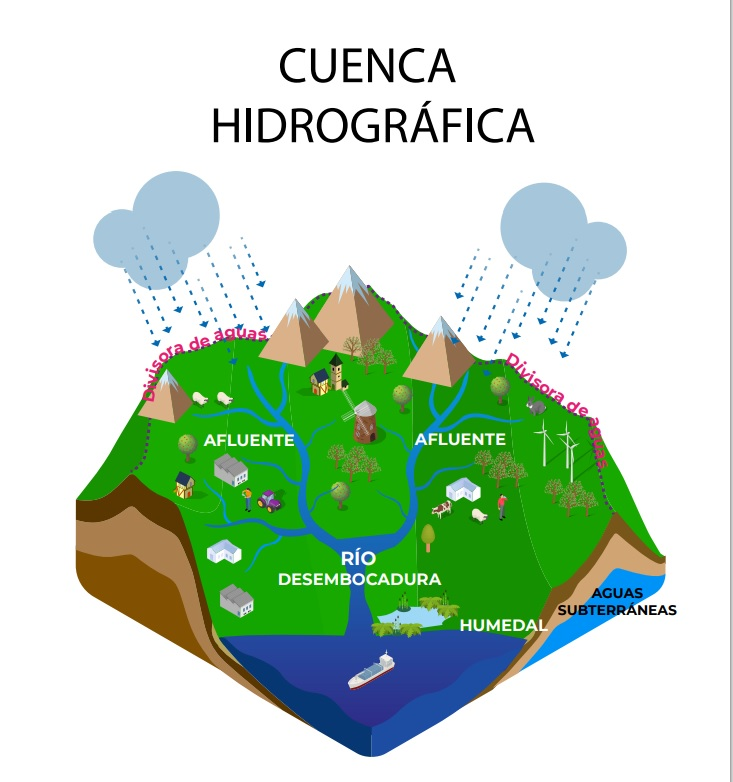 CUENCA
HIDROGRÁFICA
Divisora de aguas
Divisora de aguas
AFLUENTE
AFLUENTE
RÍO
DESEMBOCADURA
AGUAS
SUBTERRÁNEAS
HUMEDAL